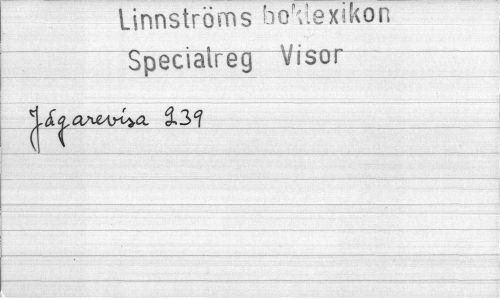 Linnströms boklexikon
Specialreg Visor
Jägarevisa 239